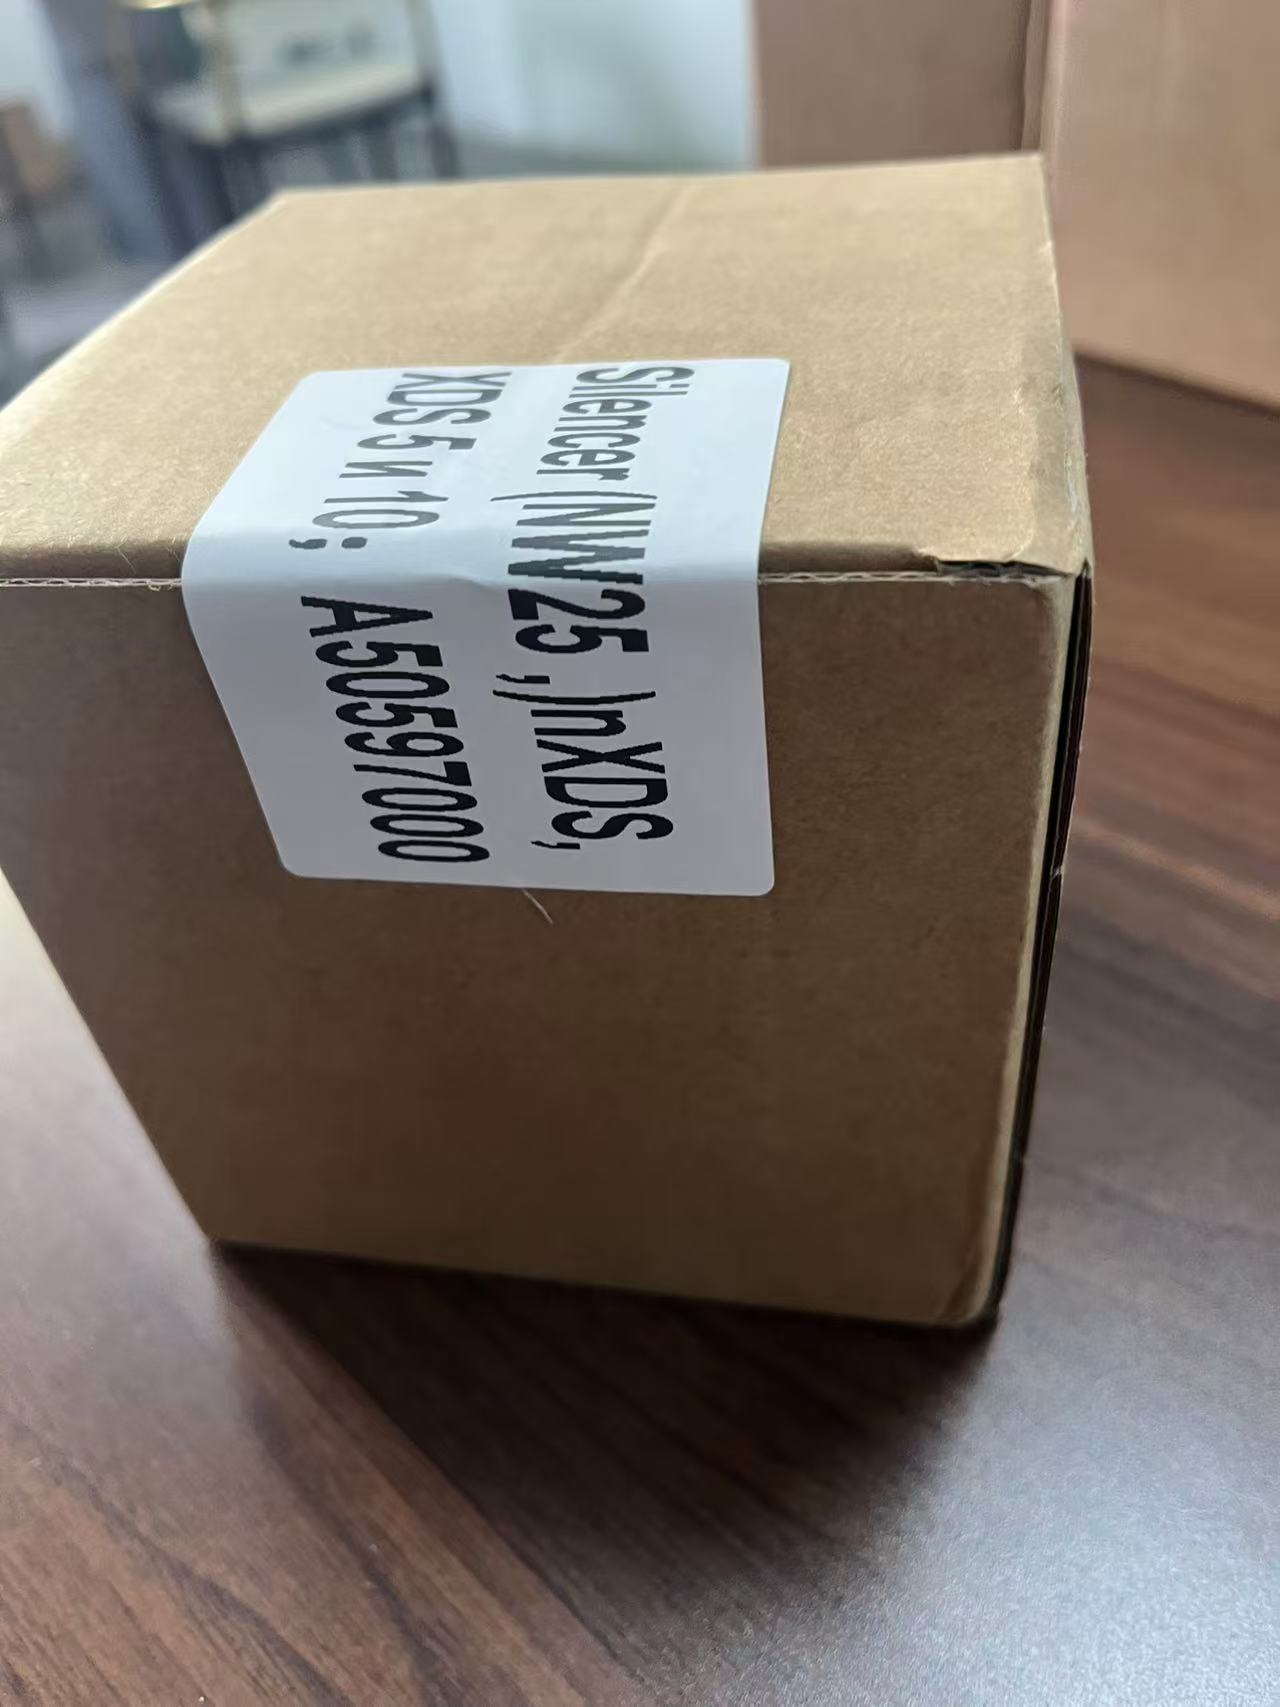 Silencer (NW25 ,)nXDS,
XDS 5 и 10; A50597000